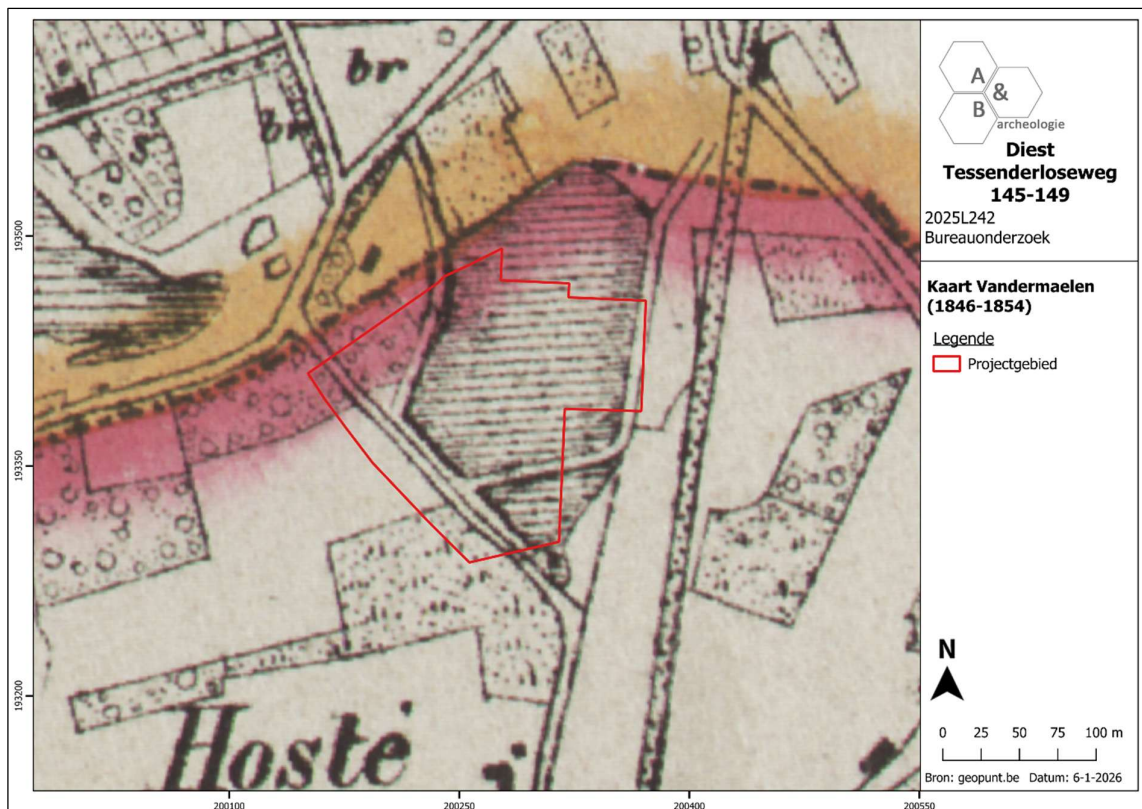 br
br
Hoste
193500
193350
193200
200100
200250
200400
200550
A
&
B
archeologie
Diest
Tessenderloseweg
145-149
2025L242
Bureauonderzoek
Kaart Vandermaelen
(1846-1854)
Legende
Projectgebied
N
0 25 50 75 100 m
Bron: geopunt.be Datum: 6-1-2026